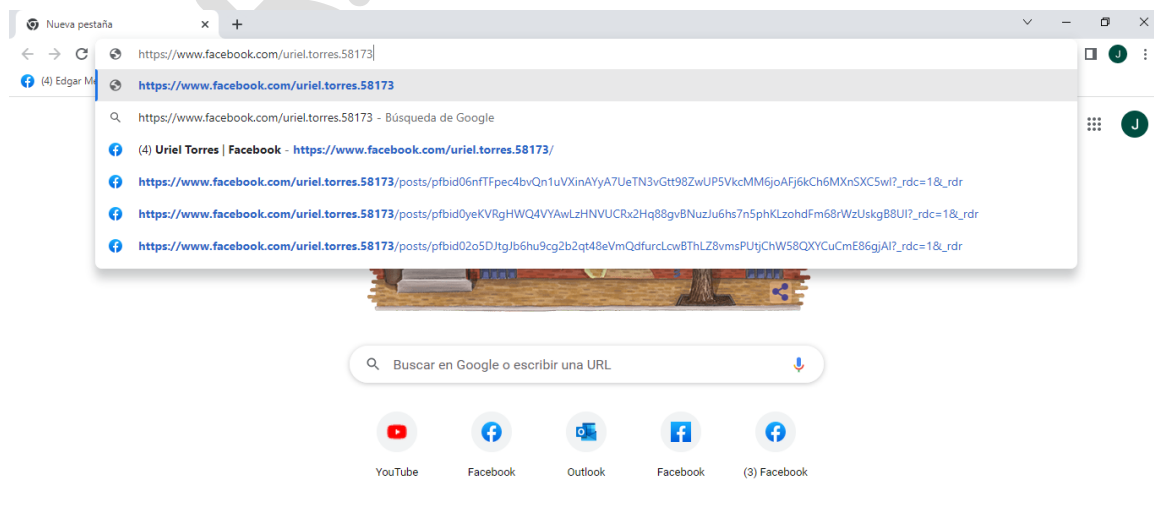 Nueva pestaña
https://www.facebook.com/uriel.torres.58173
J
(4) Edgar Me
https://www.facebook.com/uriel.torres.58173
https://www.facebook.com/uriel.torres.58173 - Búsqueda de Google
J
(4) Uriel Torres | Facebook - https://www.facebook.com/uriel.torres.58173/
https://www.facebook.com/uriel.torres.58173/posts/pfbid06nfTFpec4bvQn1uVXinAYyA7UeTN3vGtt98ZwUP5VkcMM6joAFj6kCh6MXnSXC5wl?_rdc=1&_rdr
https://www.facebook.com/uriel.torres.58173/posts/pfbid0yeKVRgHWQ4VYAwLzHNVUCRx2Hq88gvBNuzJu6hs7n5phKLzohdFm68rWzUskgB8Ul?_rdc=1&_rdr
https://www.facebook.com/uriel.torres.58173/posts/pfbid02o5DJtgJb6hu9cg2b2qt48eVmQdfurcLcwBThLZ8vmsPUtjChW58QXYCuCmE86gjAl?_rdc=1&_rdr
Buscar en Google o escribir una URL
YouTube
Facebook
Outlook
Facebook
(3) Facebook